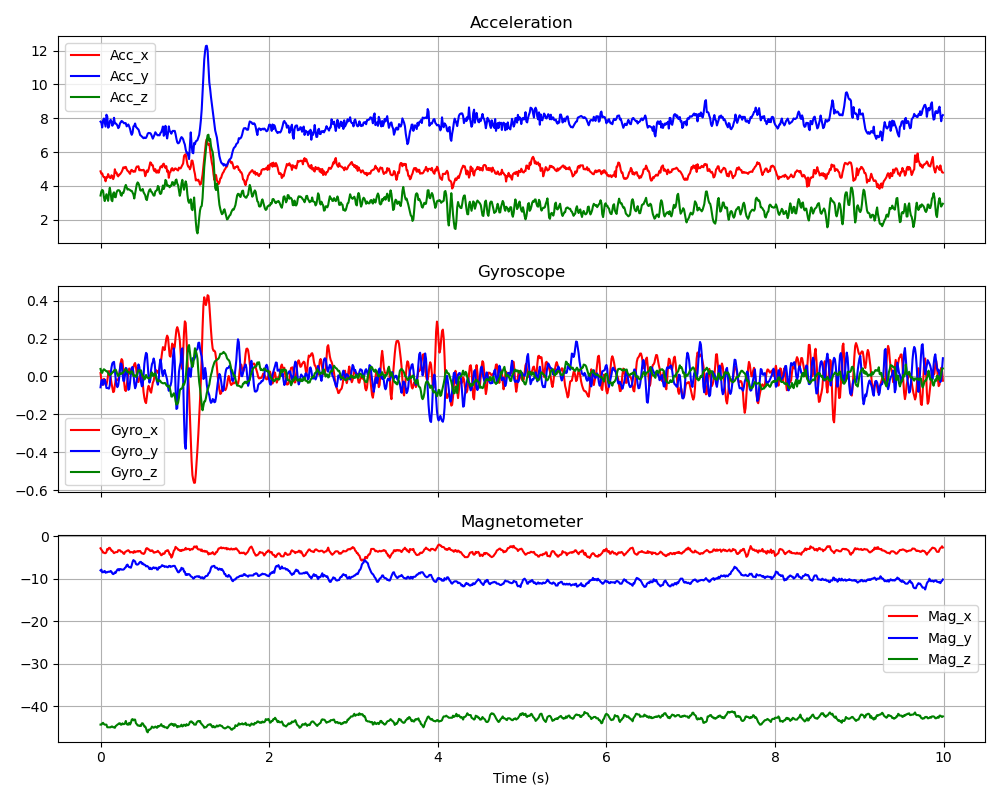 Acceleration
12
10
8
6
4
2
Acc_x
Acc_y
Acc_z
Gyroscope
0.4
0.2
0.0
−0.2
−0.4
−0.6
Gyro_x
Gyro_y
Gyro_z
Magnetometer
0
−10
−20
−30
−40
Mag_x
Mag_y
Mag_z
0 2 4 6 8 10
Time (s)